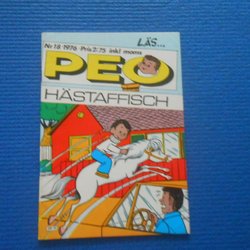 LÄS...
Nr 18 1976 Pris 2:75 inkl moms
PEO
HÄSTAFFISCH